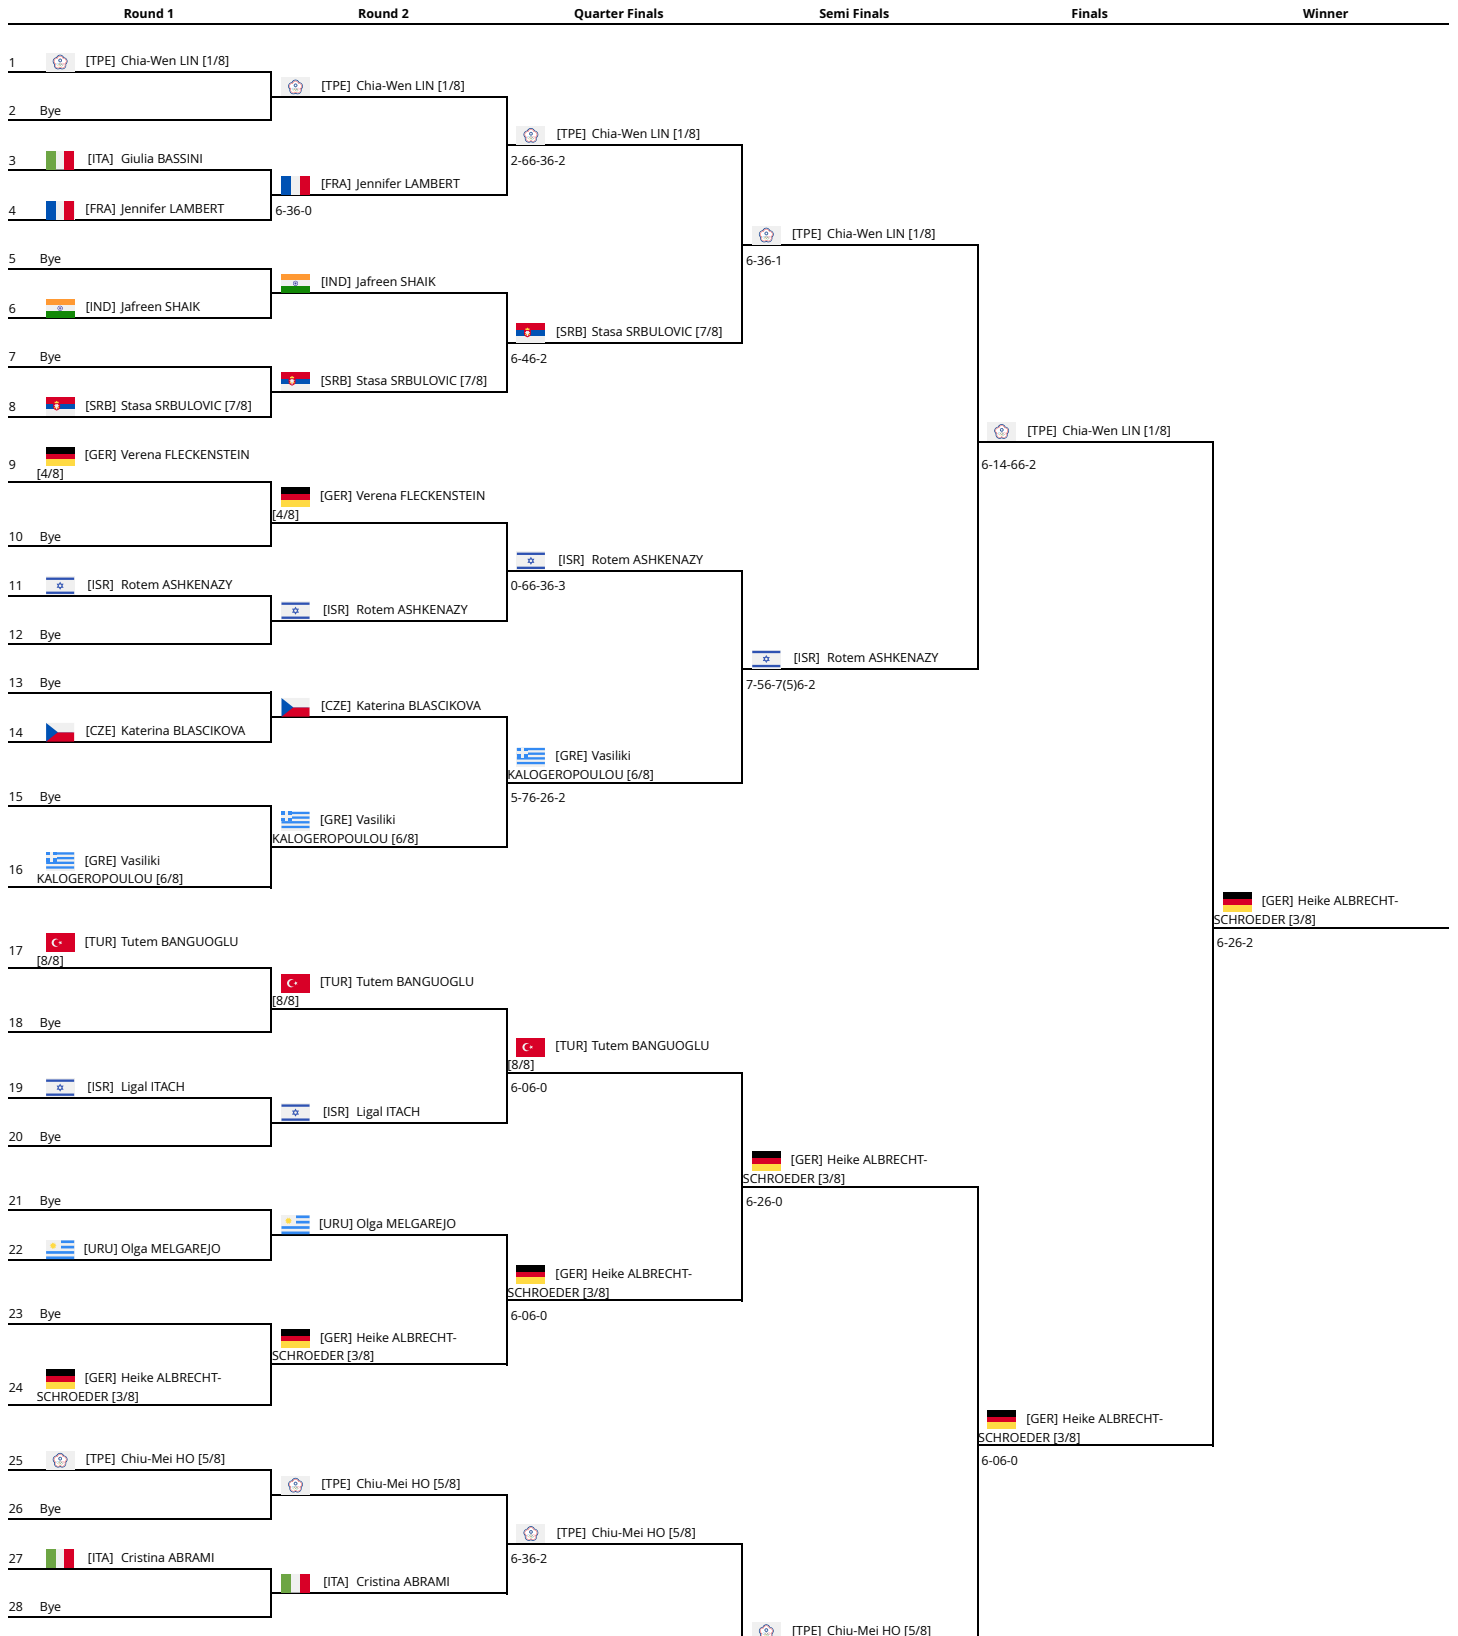 Round 1 Round 2 Quarter Finals Semi Finals Finals Winner
1 [TPE] Chia-Wen LIN [1/8]
[TPE] Chia-Wen LIN [1/8]
2 Bye
[TPE] Chia-Wen LIN [1/8]
3 [ITA] Giulia BASSINI
2-66-36-2
[FRA] Jennifer LAMBERT
4 [FRA] Jennifer LAMBERT
6-36-0
[TPE] Chia-Wen LIN [1/8]
5 Bye
6-36-1
[IND] Jafreen SHAIK
6 [IND] Jafreen SHAIK
[SRB] Stasa SRBULOVIC [7/8]
7 Bye
6-46-2
[SRB] Stasa SRBULOVIC [7/8]
8 [SRB] Stasa SRBULOVIC [7/8]
[TPE] Chia-Wen LIN [1/8]
9 [GER] Verena FLECKENSTEIN
[4/8]
6-14-66-2
[GER] Verena FLECKENSTEIN
[4/8]
10 Bye
[ISR] Rotem ASHKENAZY
11 [ISR] Rotem ASHKENAZY
0-66-36-3
[ISR] Rotem ASHKENAZY
12 Bye
[ISR] Rotem ASHKENAZY
13 Bye
7-56-7(5)6-2
[CZE] Katerina BLASCIKOVA
14 [CZE] Katerina BLASCIKOVA
[GRE] Vasiliki
KALOGEROPOULOU [6/8]
15 Bye
5-76-26-2
[GRE] Vasiliki
KALOGEROPOULOU [6/8]
16 [GRE] Vasiliki
KALOGEROPOULOU [6/8]
[GER] Heike ALBRECHT-
SCHROEDER [3/8]
6-26-2
17 [TUR] Tutem BANGUOGLU
[8/8]
[TUR] Tutem BANGUOGLU
[8/8]
18 Bye
[TUR] Tutem BANGUOGLU
[8/8]
19 [ISR] Ligal ITACH
6-06-0
[ISR] Ligal ITACH
20 Bye
[GER] Heike ALBRECHT-
SCHROEDER [3/8]
21 Bye
6-26-0
[URU] Olga MELGAREJO
22 [URU] Olga MELGAREJO
[GER] Heike ALBRECHT-
SCHROEDER [3/8]
23 Bye
6-06-0
[GER] Heike ALBRECHT-
SCHROEDER [3/8]
24 [GER] Heike ALBRECHT-
SCHROEDER [3/8]
[GER] Heike ALBRECHT-
SCHROEDER [3/8]
25 [TPE] Chiu-Mei HO [5/8]
6-06-0
[TPE] Chiu-Mei HO [5/8]
26 Bye
[TPE] Chiu-Mei HO [5/8]
27 [ITA] Cristina ABRAMI
6-36-2
[ITA] Cristina ABRAMI
28 Bye
[TPE] Chiu-Mei HO [5/8]